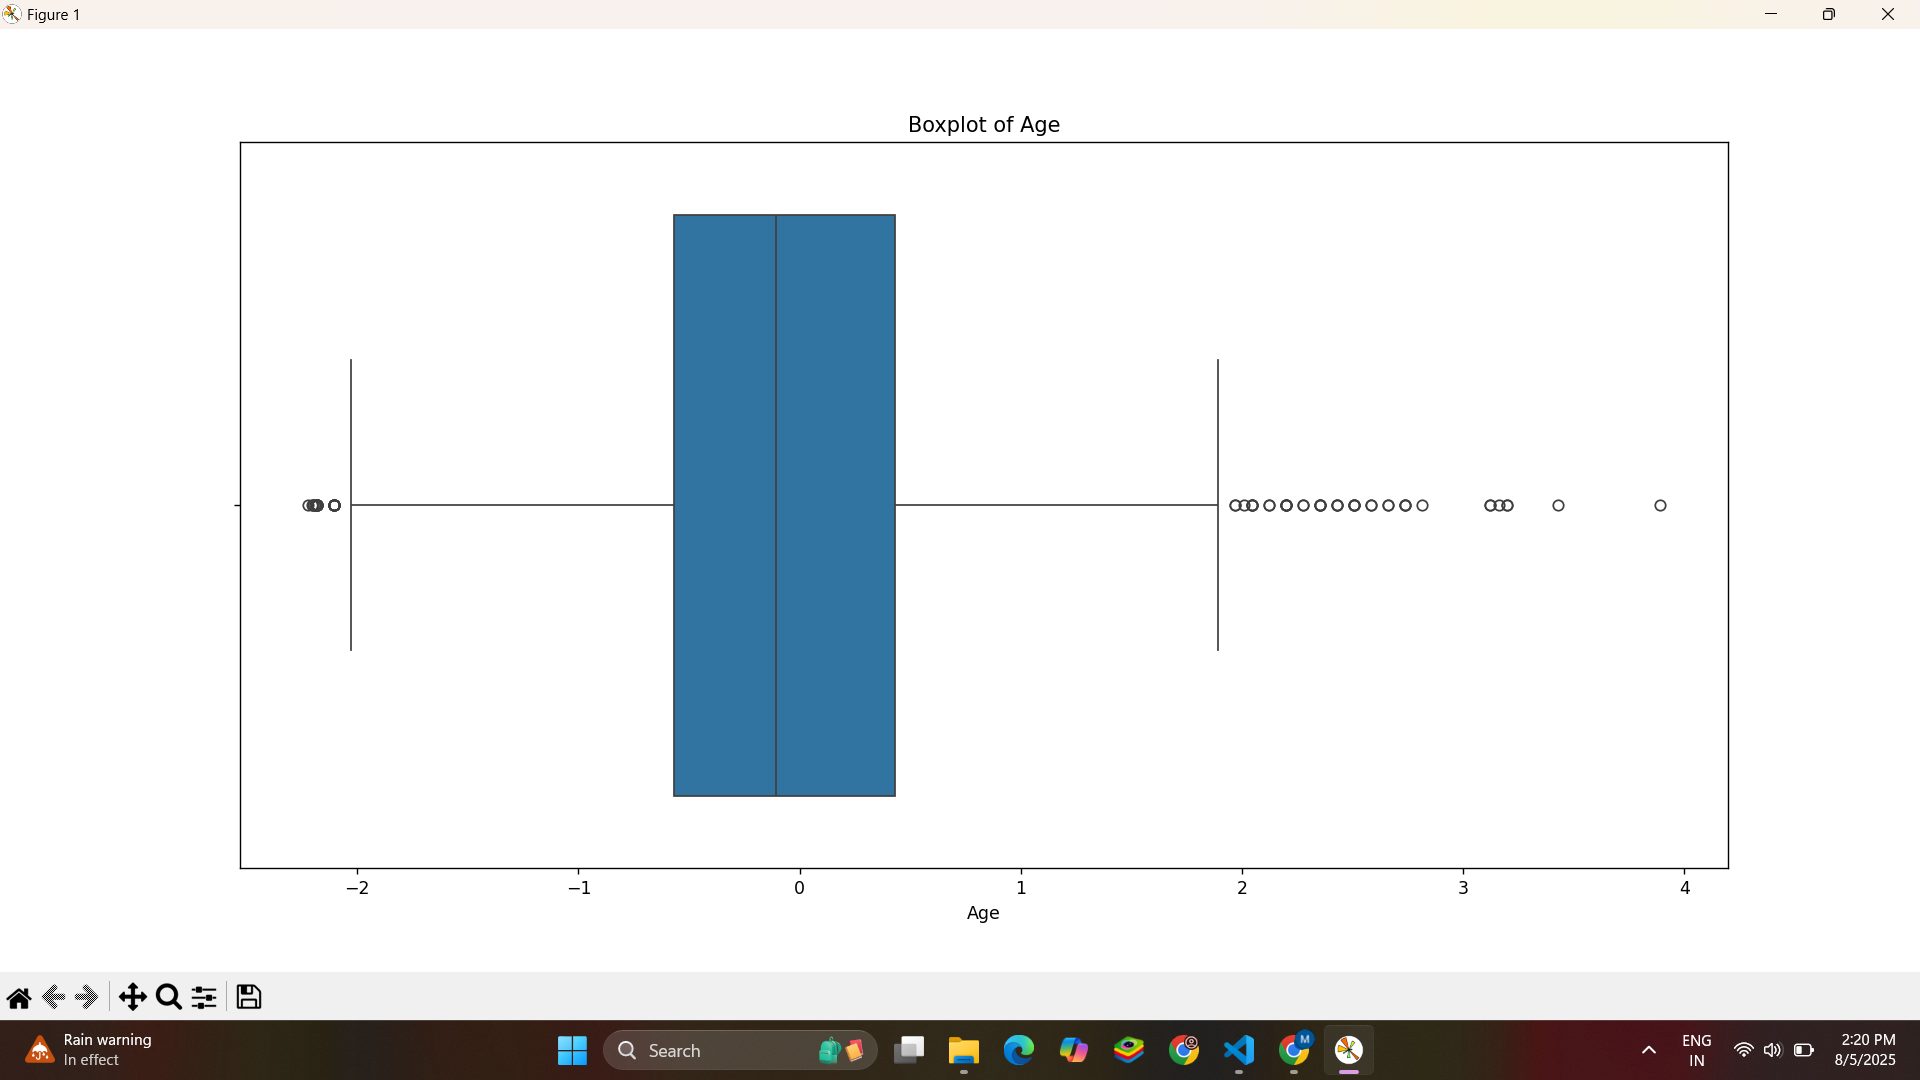 Figure 1
Boxplot of Age
−2 −1 0 1 2 3 4
Age
Rain warning
In effect
Search
M
ENG
IN
2:20 PM
8/5/2025